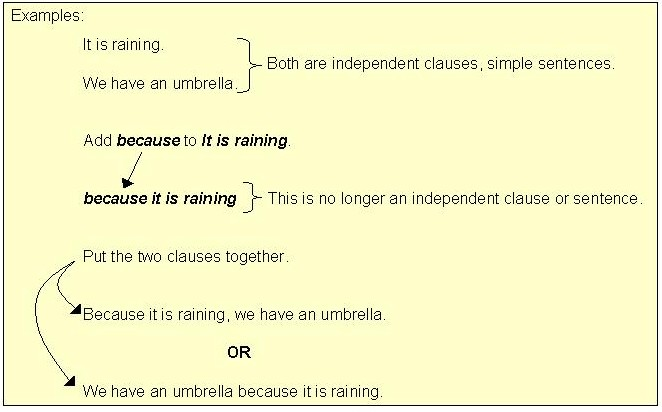 Examples:
It is raining.
We have an umbrella.
Both are independent clauses, simple sentences.
Add because to It is raining.
because it is raining
This is no longer an independent clause or sentence.
Put the two clauses together.
Because it is raining, we have an umbrella.
OR
We have an umbrella because it is raining.